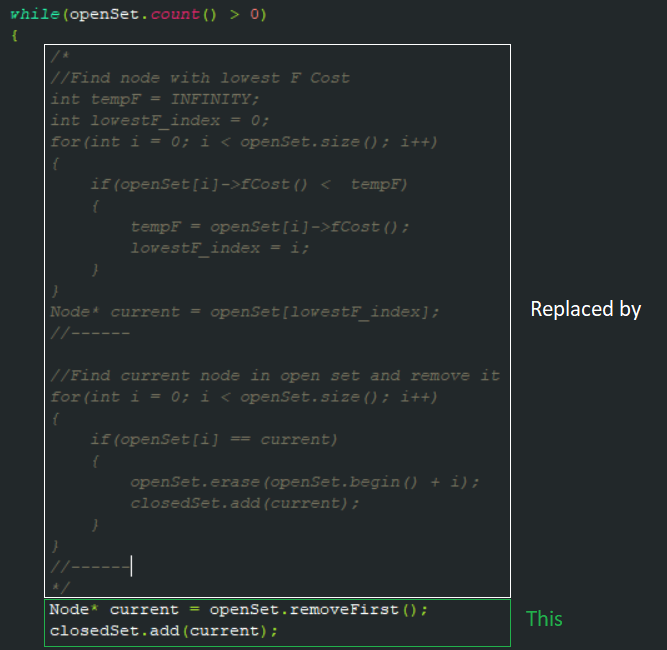 while(openSet.count() > 0)
{
/*
//Find node with lowest F Cost
int tempF = INFINITY;
int lowestF_index = 0;
for(int i = 0; i < openSet.size(); i++)
{
if(openSet[i]->fCost() <  tempF)
{
tempF = openSet[i]->fCost();
lowestF_index = i;
}
}
Node* current = openSet[lowestF_index];
//------
//Find current node in open set and remove it
for(int i = 0; i < openSet.size(); i++)
{
if(openSet[i] == current)
{
openSet.erase(openSet.begin() + i);
closedSet.add(current);
}
}
//------
*/
Replaced by
Node* current = openSet.removeFirst();
closedSet.add(current);
This